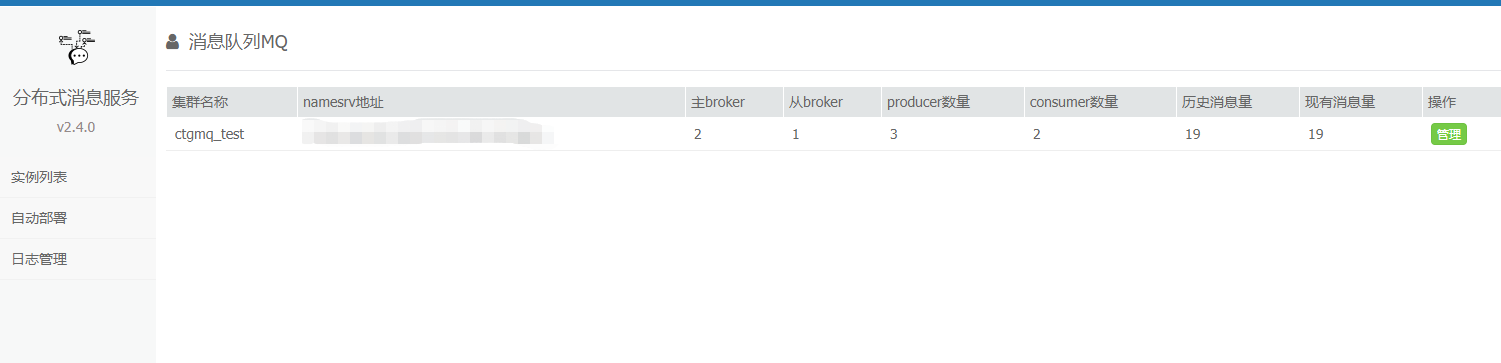 分布式消息服务
v2.4.0
实例列表
自动部署
日志管理
消息队列MQ
集群名称 namesrv地址 主broker 从broker producer数量 consumer数量 历史消息量 现有消息量 操作
ctgmq_test 2 1 3 2 19 19 管理